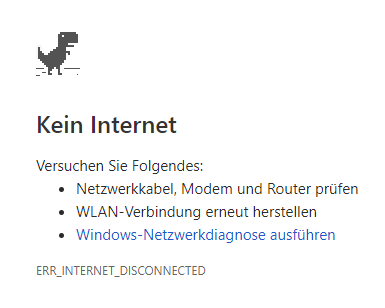 Kein Internet
Versuchen Sie Folgendes:
• Netzwerkkabel, Modem und Router prüfen
• WLAN-Verbindung erneut herstellen
• Windows-Netzwerkdiagnose ausführen
ERR_INTERNET_DISCONNECTED